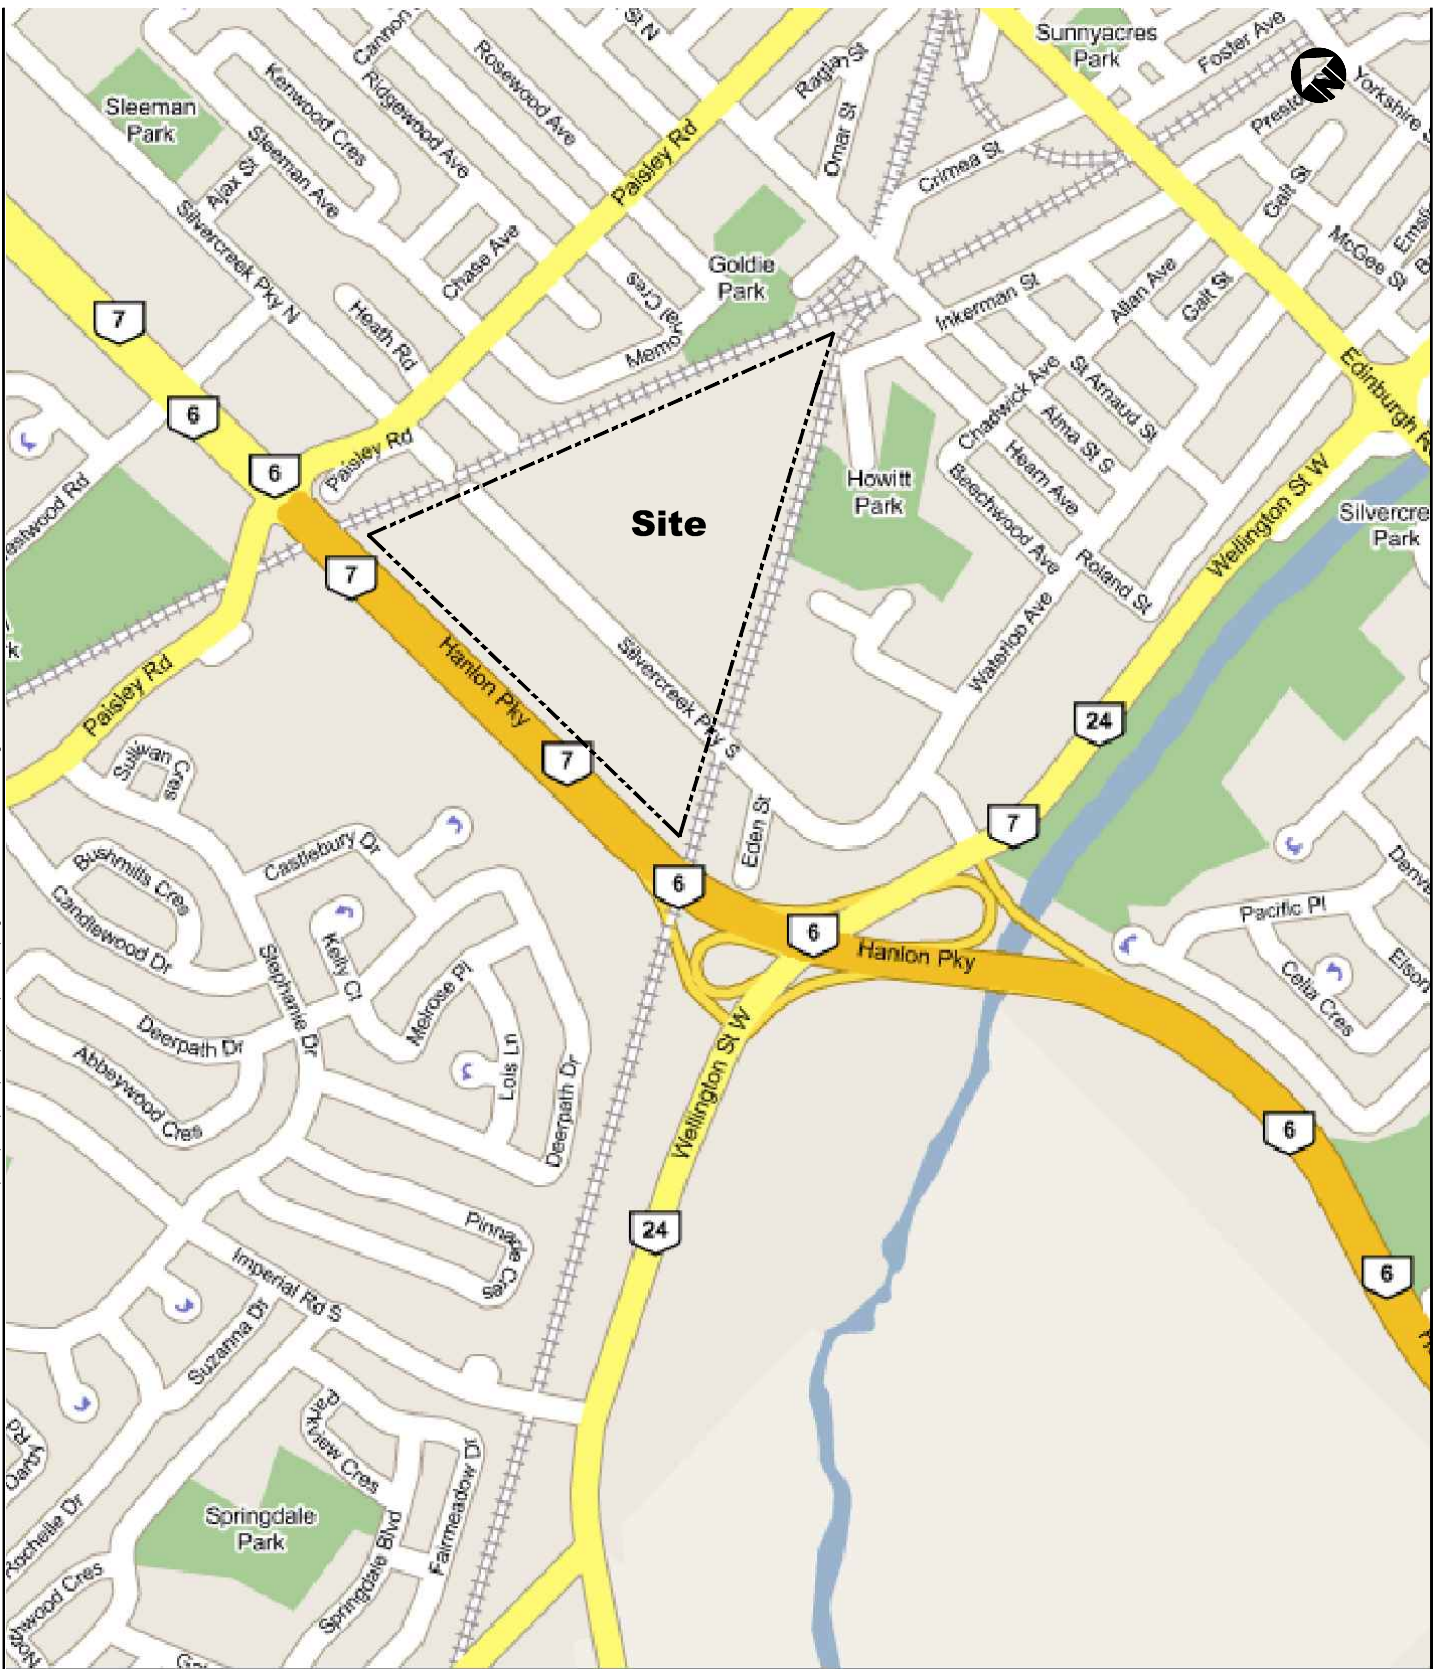 St N
Sunnyacres
Park
Foster Ave
Cannon
Rosewood Ave
Raglan St
Yorkshire
N
Sleeman
Park
Kenwood Cres
Ridgewood Ave
Omar St
Sleeman Ave
Paisley Rd
Crimea St
Ajax St
Galt St
Silvercreek Pky N
Chase Ave
Goldie
Park
McGee St
7
Heath Rd
Inkerman St
Allan Ave
Galt St
6
Chadwick Ave
St Arnaud St
Edinburgh
Alma St S
6
Paisley Rd
Hearn Ave
Howitt
Park
Beechwood Ave
Wellington St W
Site
Park
7
Roland St
Waterloo Ave
Hanlon Pky
Silvercreek Pky S
Paisley Rd
24
7
Sullivan Cres
Eden St
7
Castlebury Dr
Bushmills Cres
6
Candlewood Dr
Kelly Ct
Stephanie Dr
6
Hanlon Pky
Pacific Pl
Melrose Pl
Celia Cres
Deerpath Dr
Abbeywood Cres
Lois Ln
Deerpath Dr
Wellington St W
6
24
Pinnacle Cres
Imperial Rd S
6
Suzanna Dr
Parkview Cres
Rochelle Dr
Springdale
Park
Springdale Blvd
Fairmeadow Dr